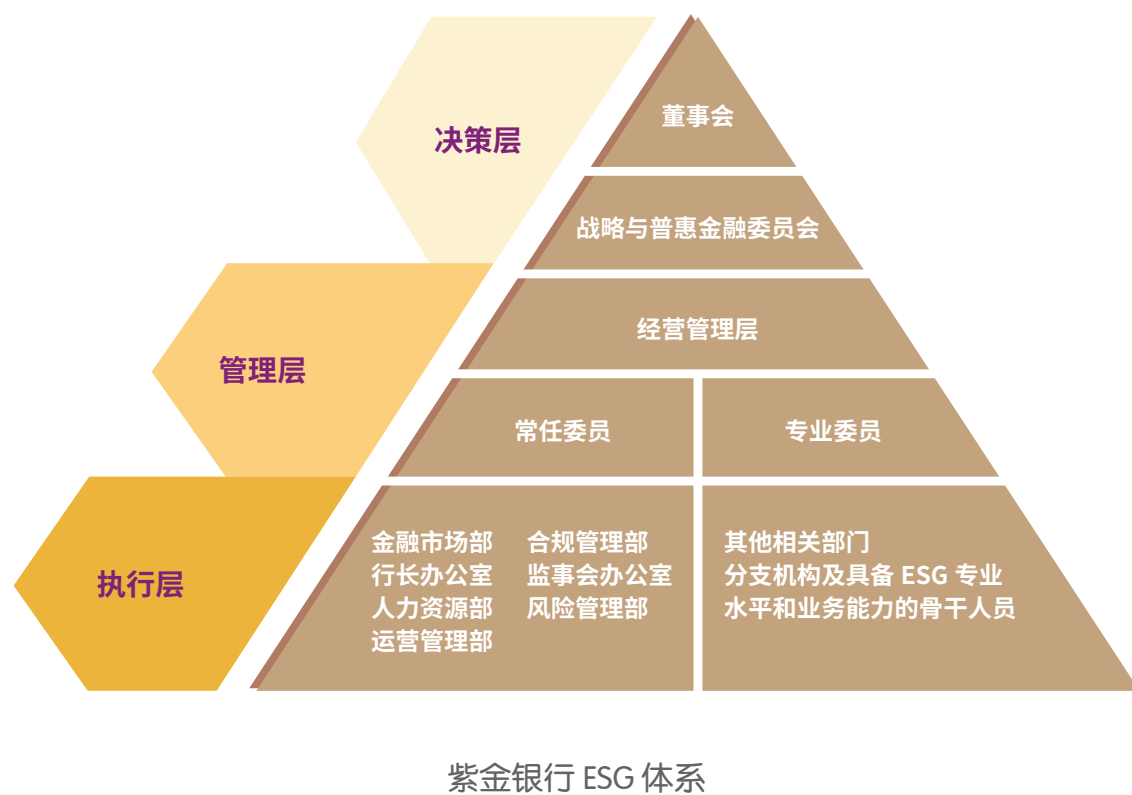 决策层
董事会
战略与普惠金融委员会
管理层
经营管理层
常任委员
专业委员
执行层
金融市场部
行长办公室
人力资源部
运营管理部
合规管理部
监事会办公室
风险管理部
其他相关部门
分支机构及具备 ESG 专业
水平和业务能力的骨干人员
紫金银行 ESG 体系